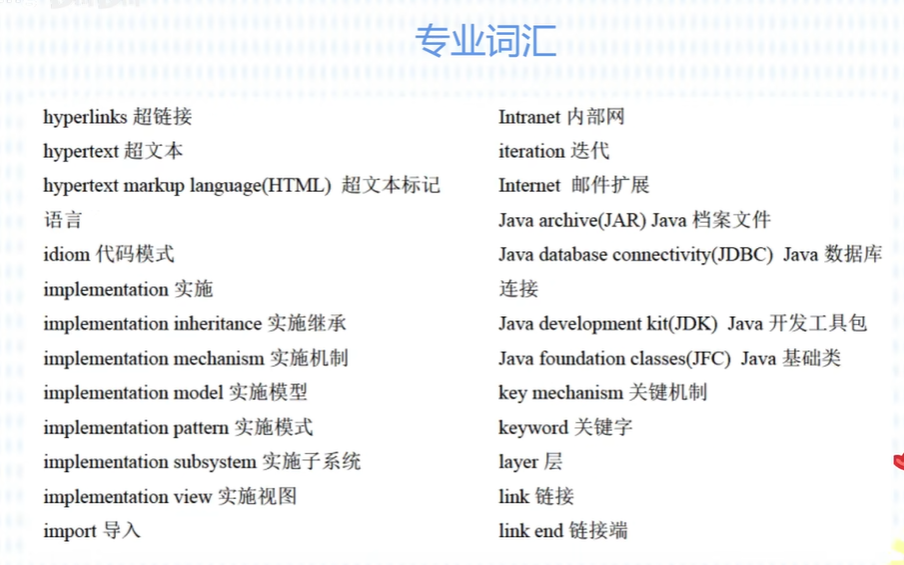 专业词汇
hyperlinks 超链接
hypertext 超文本
hypertext markup language(HTML) 超文本标记
语言
idiom 代码模式
implementation 实施
implementation inheritance 实施继承
implementation mechanism 实施机制
implementation model 实施模型
implementation pattern 实施模式
implementation subsystem 实施子系统
implementation view 实施视图
import 导入
Intranet 内部网
iteration 迭代
Internet 邮件扩展
Java archive(JAR) Java 档案文件
Java database connectivity(JDBC) Java 数据库
连接
Java development kit(JDK) Java 开发工具包
Java foundation classes(JFC) Java 基础类
key mechanism 关键机制
keyword 关键字
layer 层
link 链接
link end 链接端